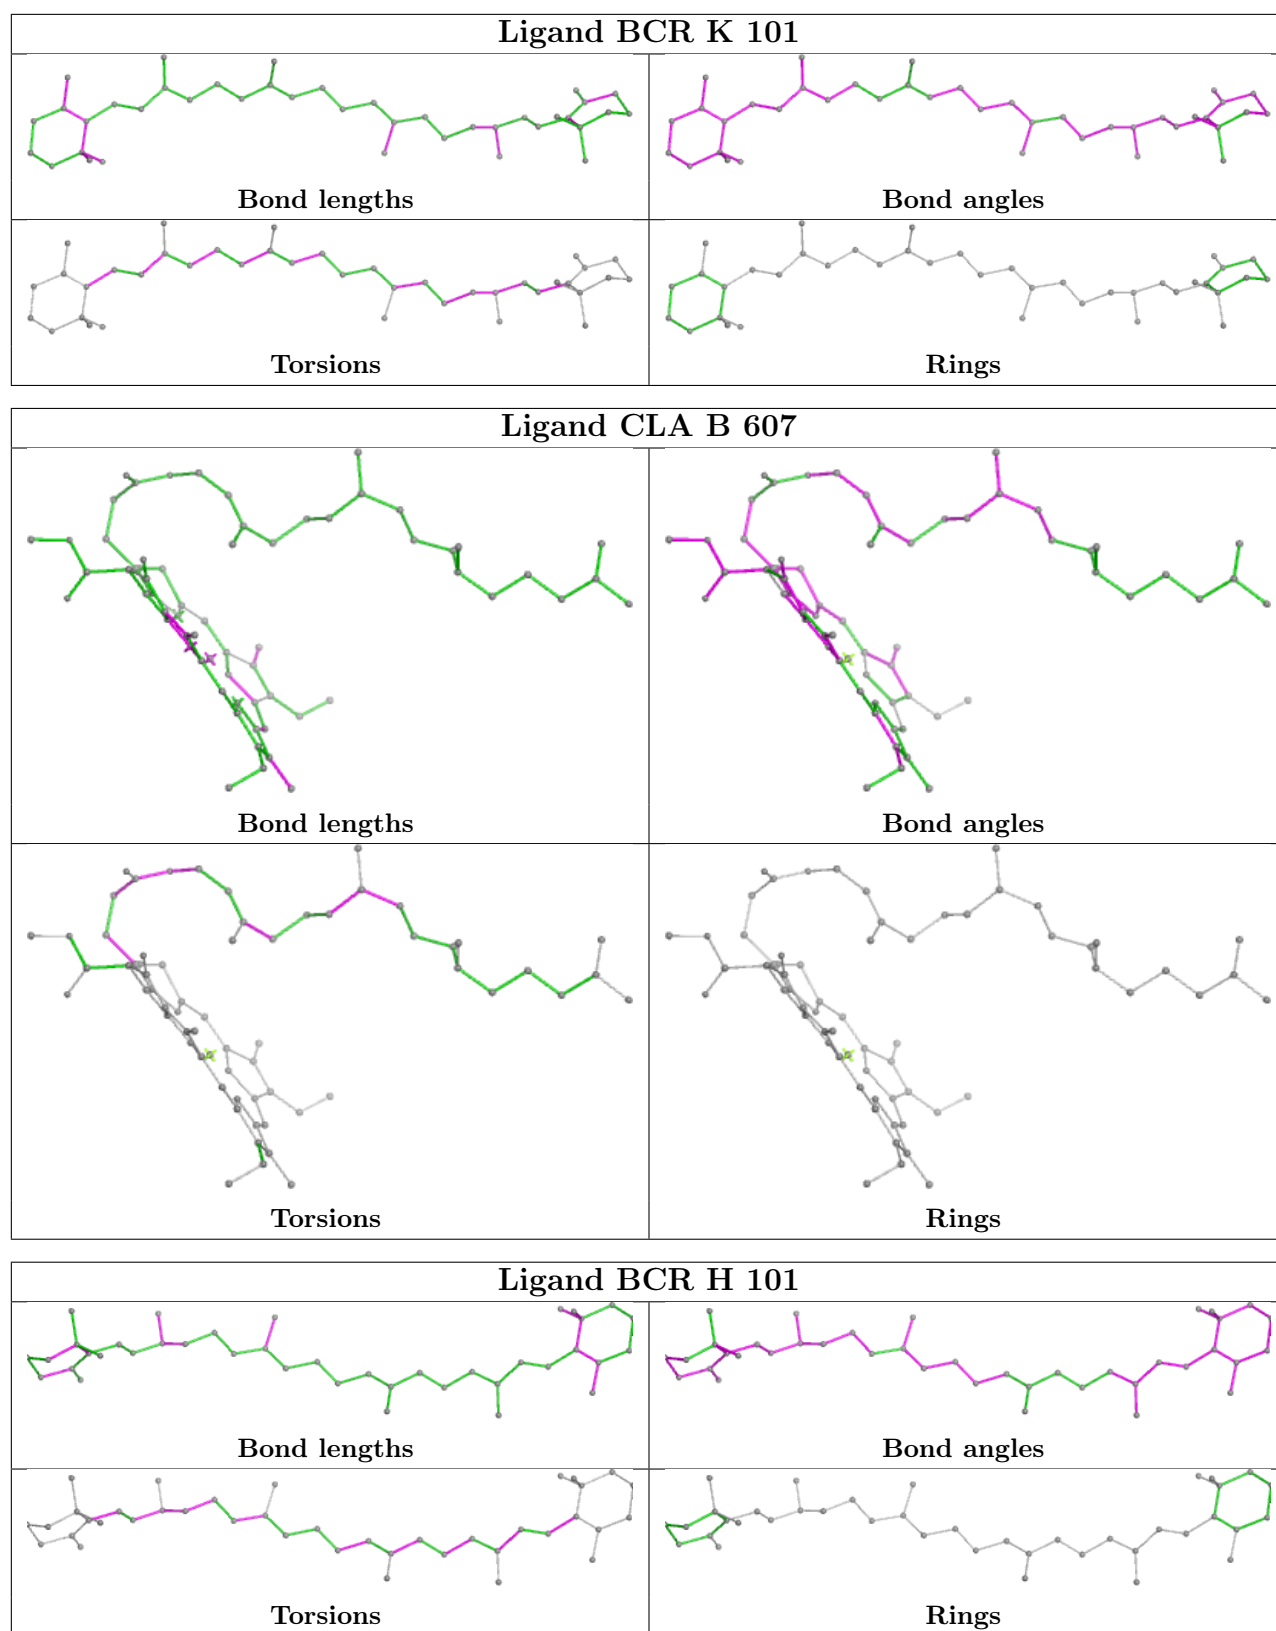 Ligand BCR K 101
Bond lengths
Bond angles
Torsions
Rings
Ligand CLA B 607
Bond lengths
Bond angles
Torsions
Rings
Ligand BCR H 101
Bond lengths
Bond angles
Torsions
Rings